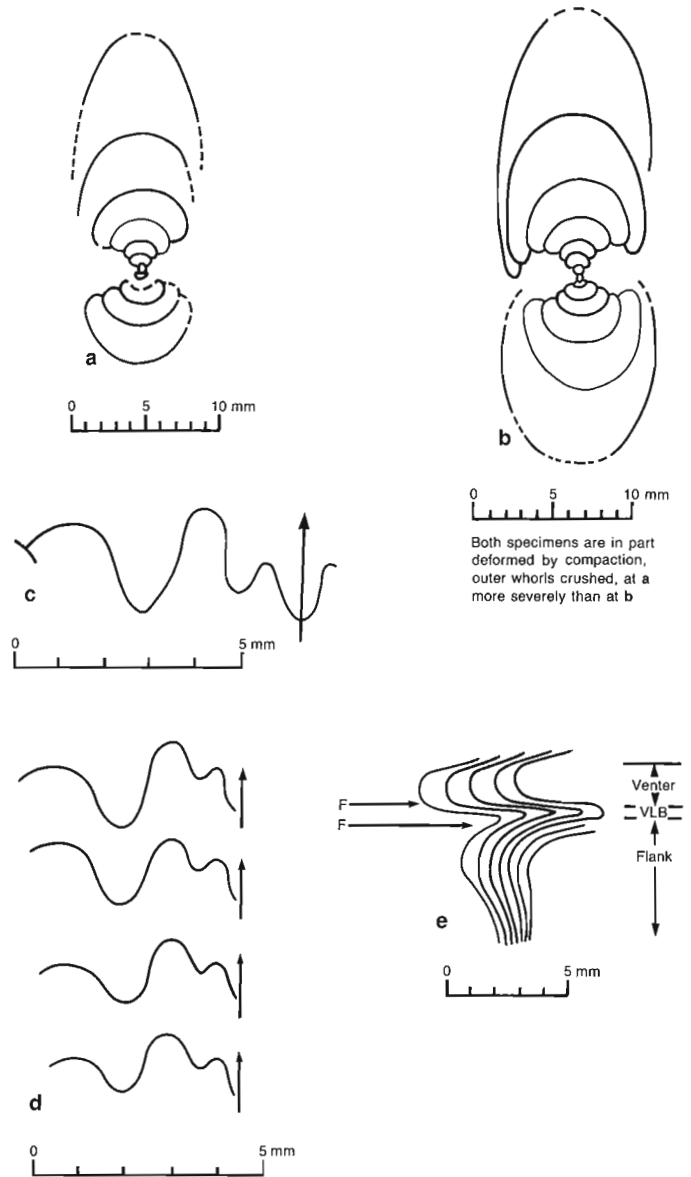 a
0 5 10 mm
b
0 5 10 mm
Both specimens are in part
deformed by compaction,
outer whorls crushed, at a
more severely than at b
c
0 5 mm
d
0 5 mm
F
F
Venter
VLB
Flank
e
0 5 mm